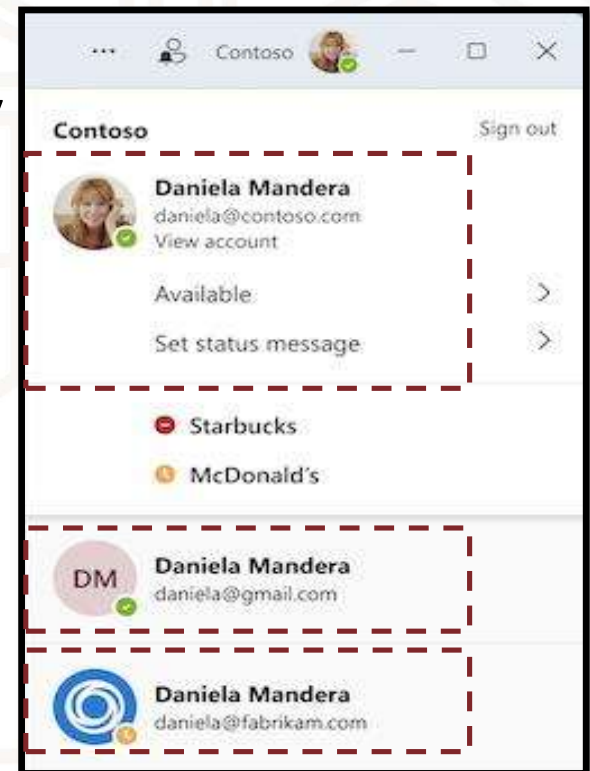 ... Contoso
Contoso Sign out
Daniela Mandera
daniela@contoso.com
View account
Available
Set status message
Starbucks
McDonald's
DM Daniela Mandera
daniela@gmail.com
Daniela Mandera
daniela@fabrikam.com